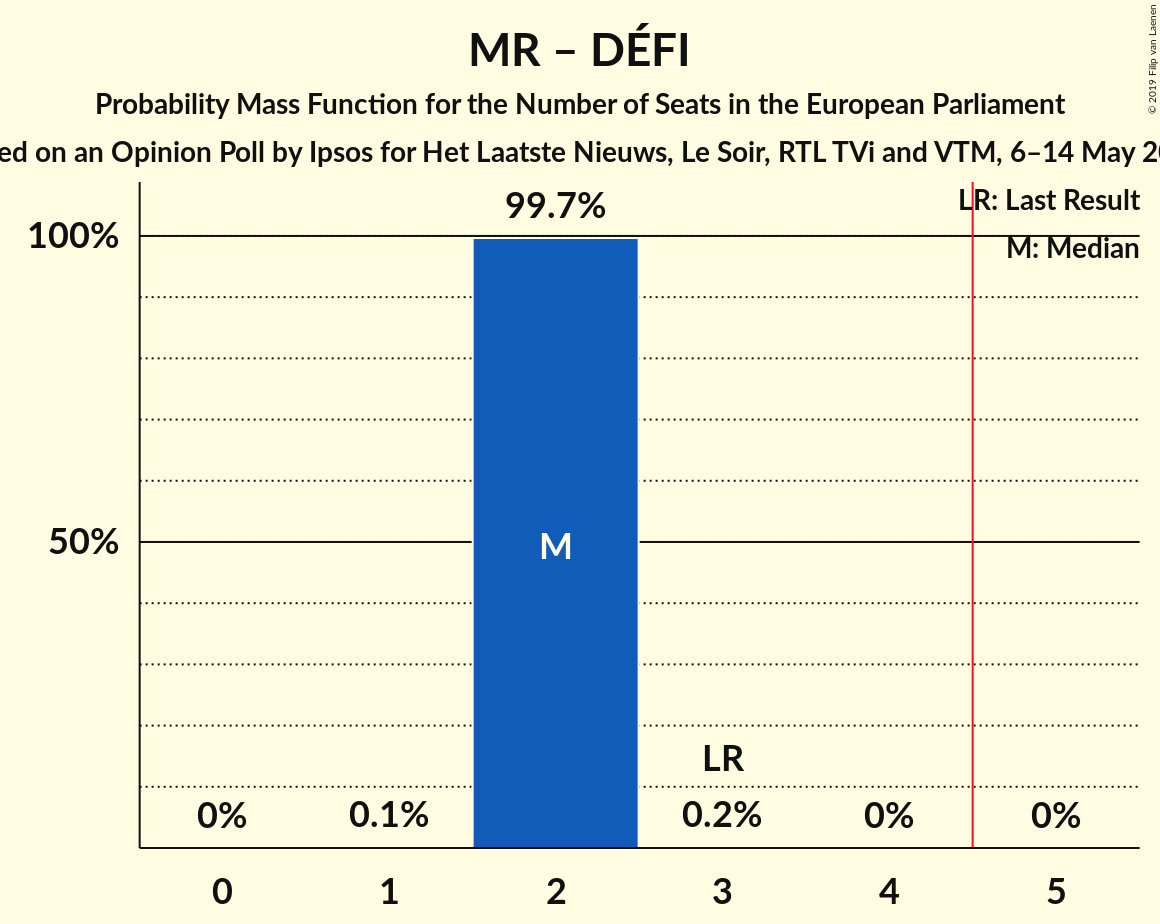 MR – DÉFI
Probability Mass Function for the Number of Seats in the European Parliament
on an Opinion Poll by Ipsos for Het Laatste Nieuws, Le Soir, RTL TVi and VTM, 6–14 May
© 2019 Filip van Laenen
LR: Last Result
M: Median
99.7%
100%
50%
M
LR
0% 0.1% 0.2% 0% 0%
0 1 2 3 4 5